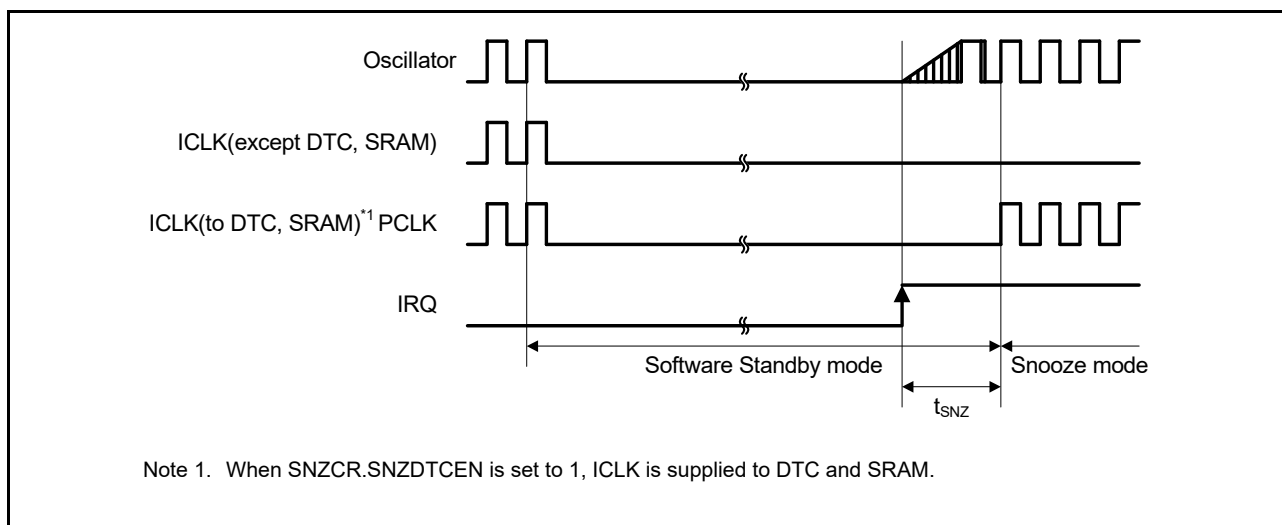 Oscillator
ICLK(except DTC, SRAM)
ICLK(to DTC, SRAM)*1 PCLK
IRQ
Software Standby mode
Snooze mode
tSNZ
Note 1. When SNZCR.SNZDTCEN is set to 1, ICLK is supplied to DTC and SRAM.